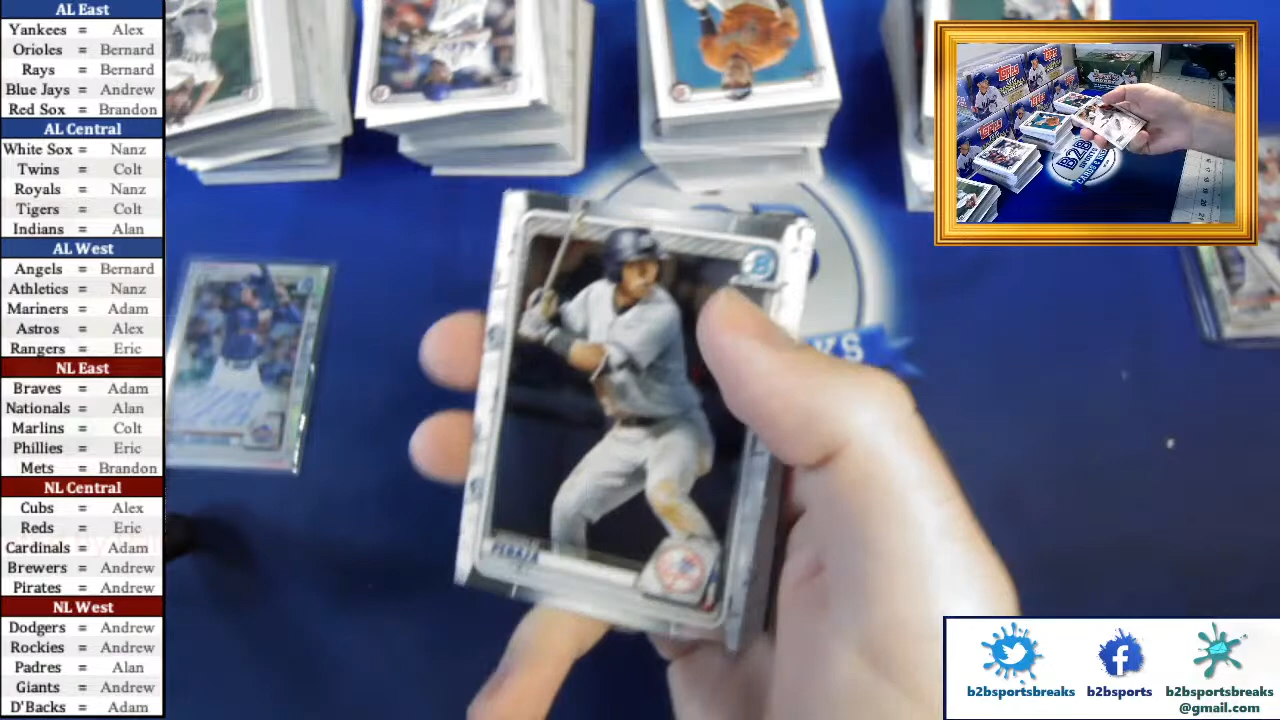 AL East
Yankees = Alex
Orioles = Bernard
Rays = Bernard
Blue Jays = Andrew
Red Sox = Brandon
AL Central
White Sox = Nanz
Twins = Colt
Royals = Nanz
Tigers = Colt
Indians = Alan
AL West
Angels = Bernard
Athletics = Nanz
Mariners = Adam
Astros = Alex
Rangers = Eric
NL East
Braves = Adam
Nationals = Alan
Marlins = Colt
Phillies = Eric
Mets = Brandon
NL Central
Cubs = Alex
Reds = Eric
Cardinals = Adam
Brewers = Andrew
Pirates = Andrew
NL West
Dodgers = Andrew
Rockies = Andrew
Padres = Alan
Giants = Andrew
D'Backs = Adam
PERAZA
B
Topps
Topps
B2B
b2bsportsbreaks
b2bsports
b2bsportsbreaks
@gmail.com